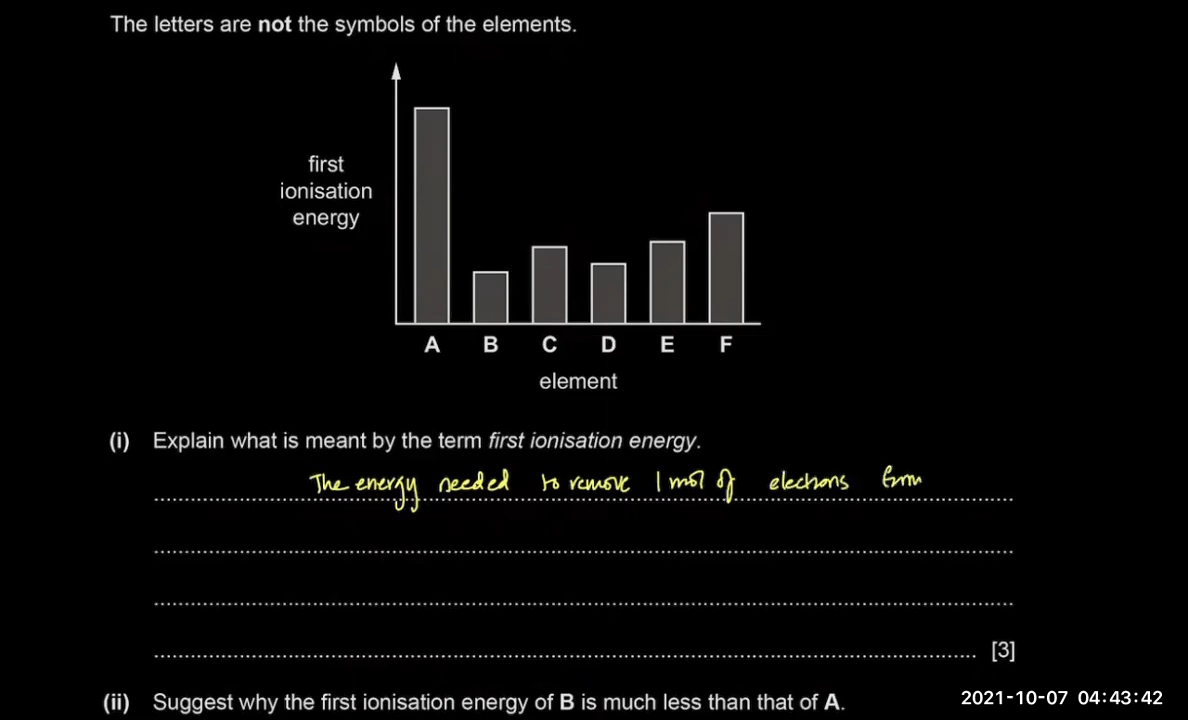 The letters are not the symbols of the elements.
first
ionisation
energy
A B C D E F
element
(i) Explain what is meant by the term first ionisation energy.
The energy needed to remove 1 mol of electrons from
[3]
(ii) Suggest why the first ionisation energy of B is much less than that of A.
2021-10-07 04:43:42